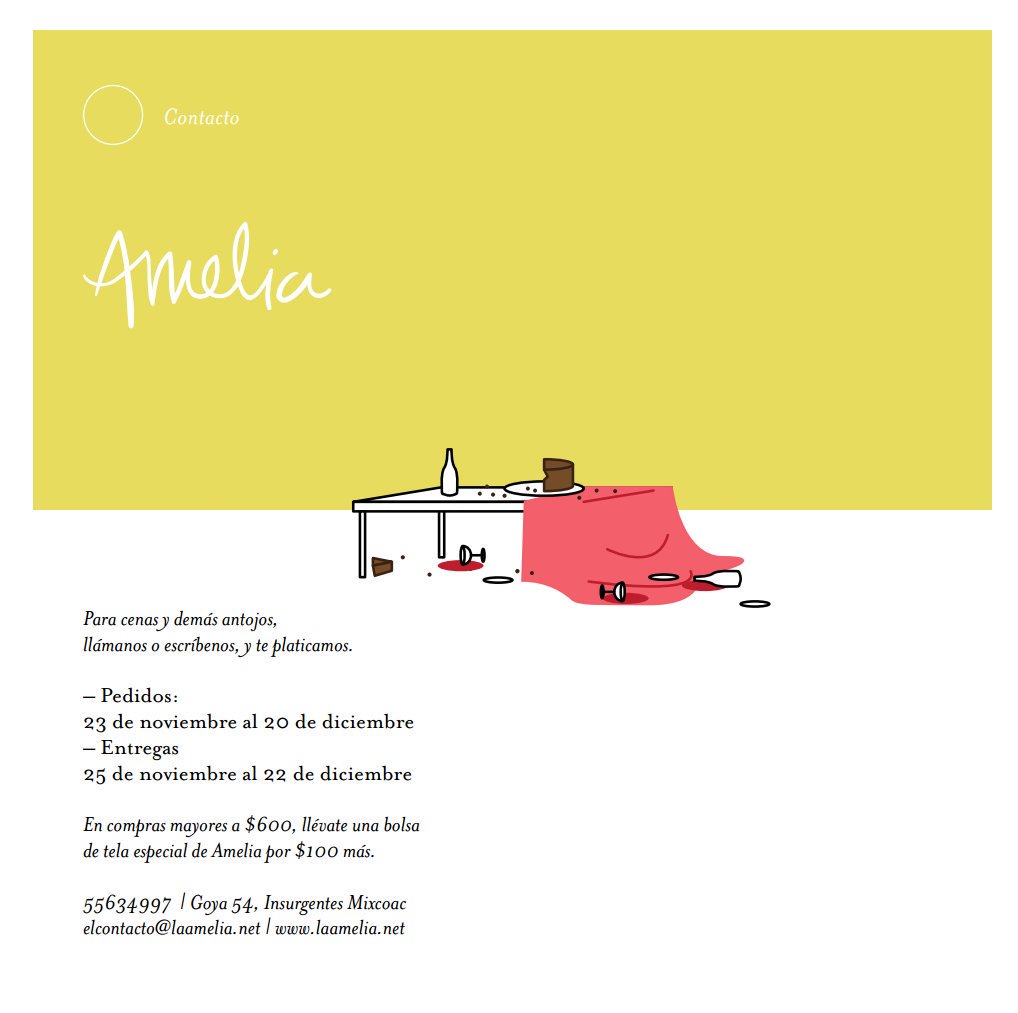 Contacto
Amelia
Para cenas y demás antojos,
llámanos o escríbenos, y te platicamos.
– Pedidos:
23 de noviembre al 20 de diciembre
– Entregas
25 de noviembre al 22 de diciembre
En compras mayores a $600, llévate una bolsa
de tela especial de Amelia por $100 más.
55634997 | Goya 54, Insurgentes Mixcoac
elcontacto@laamelia.net | www.laamelia.net